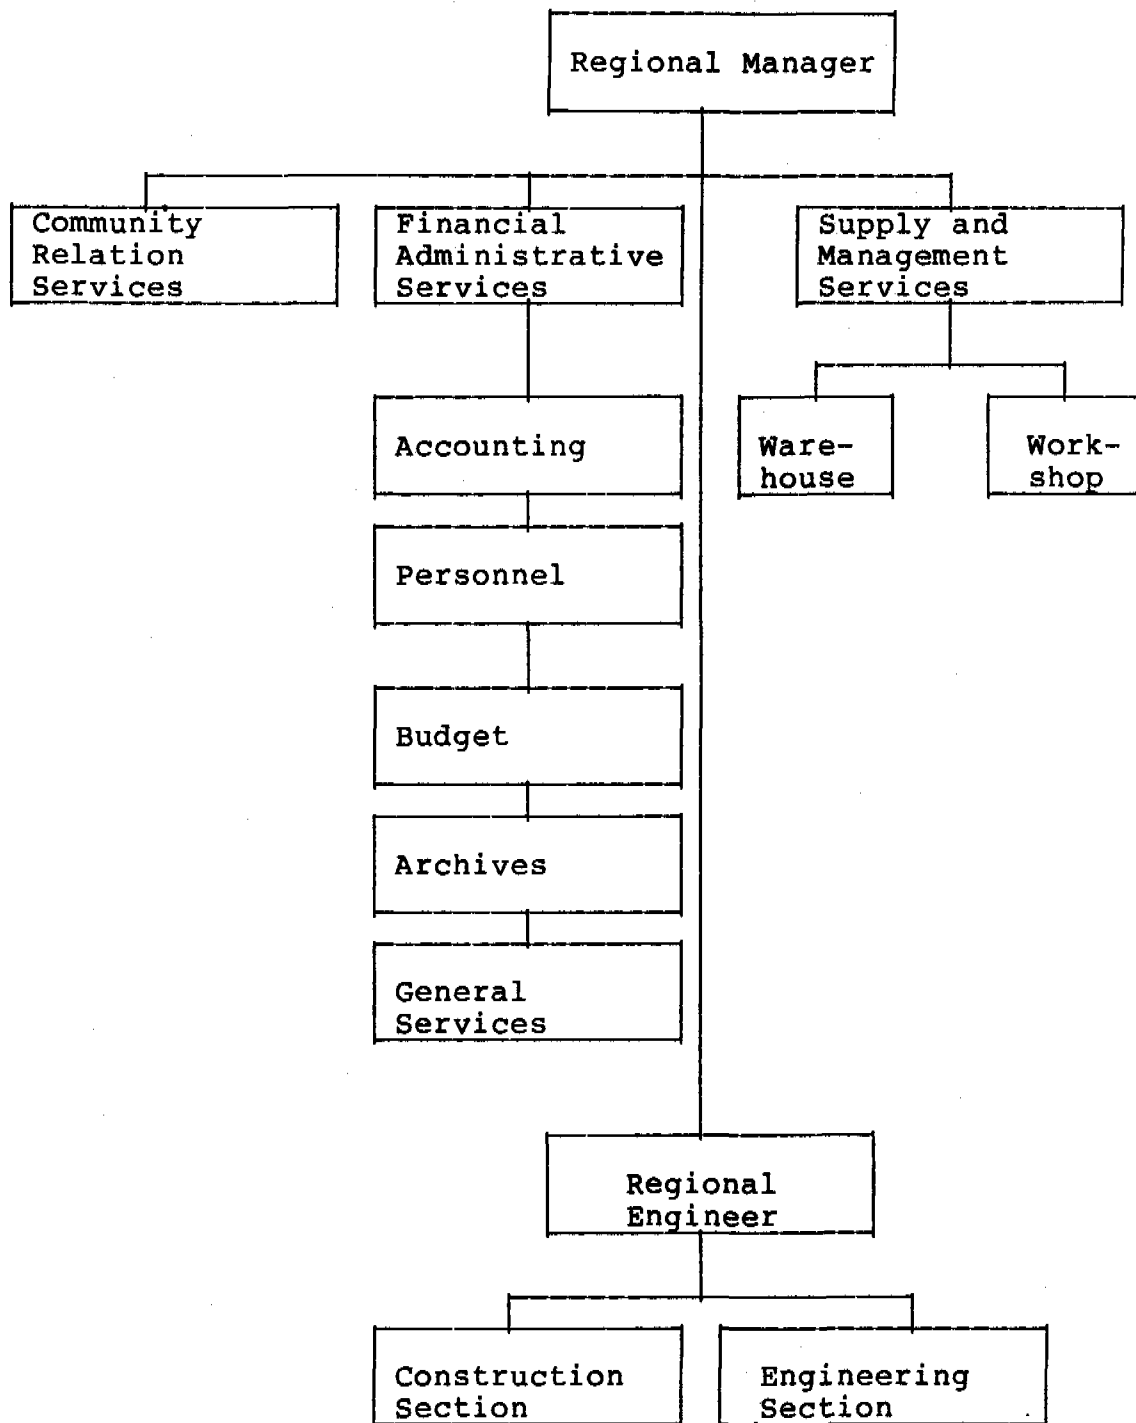 Regional Manager
Community
Relation
Services
Financial
Administrative
Services
Supply and
Management
Services
Accounting
Ware-
house
Work-
shop
Personnel
Budget
Archives
General
Services
Regional
Engineer
Construction
Section
Engineering
Section